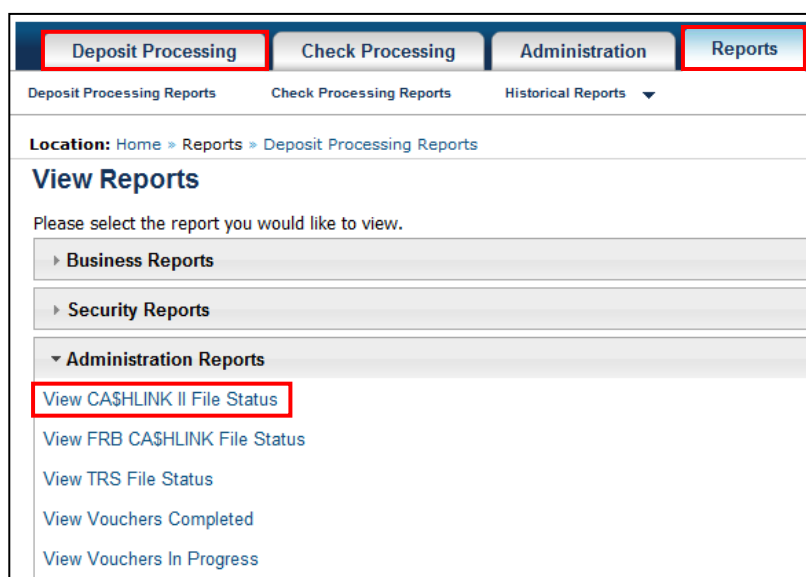 Deposit Processing Check Processing Administration Reports
Deposit Processing Reports Check Processing Reports Historical Reports
Location: Home » Reports » Deposit Processing Reports
View Reports
Please select the report you would like to view.
Business Reports
Security Reports
Administration Reports
View CA$HLINK II File Status
View FRB CA$HLINK File Status
View TRS File Status
View Vouchers Completed
View Vouchers In Progress